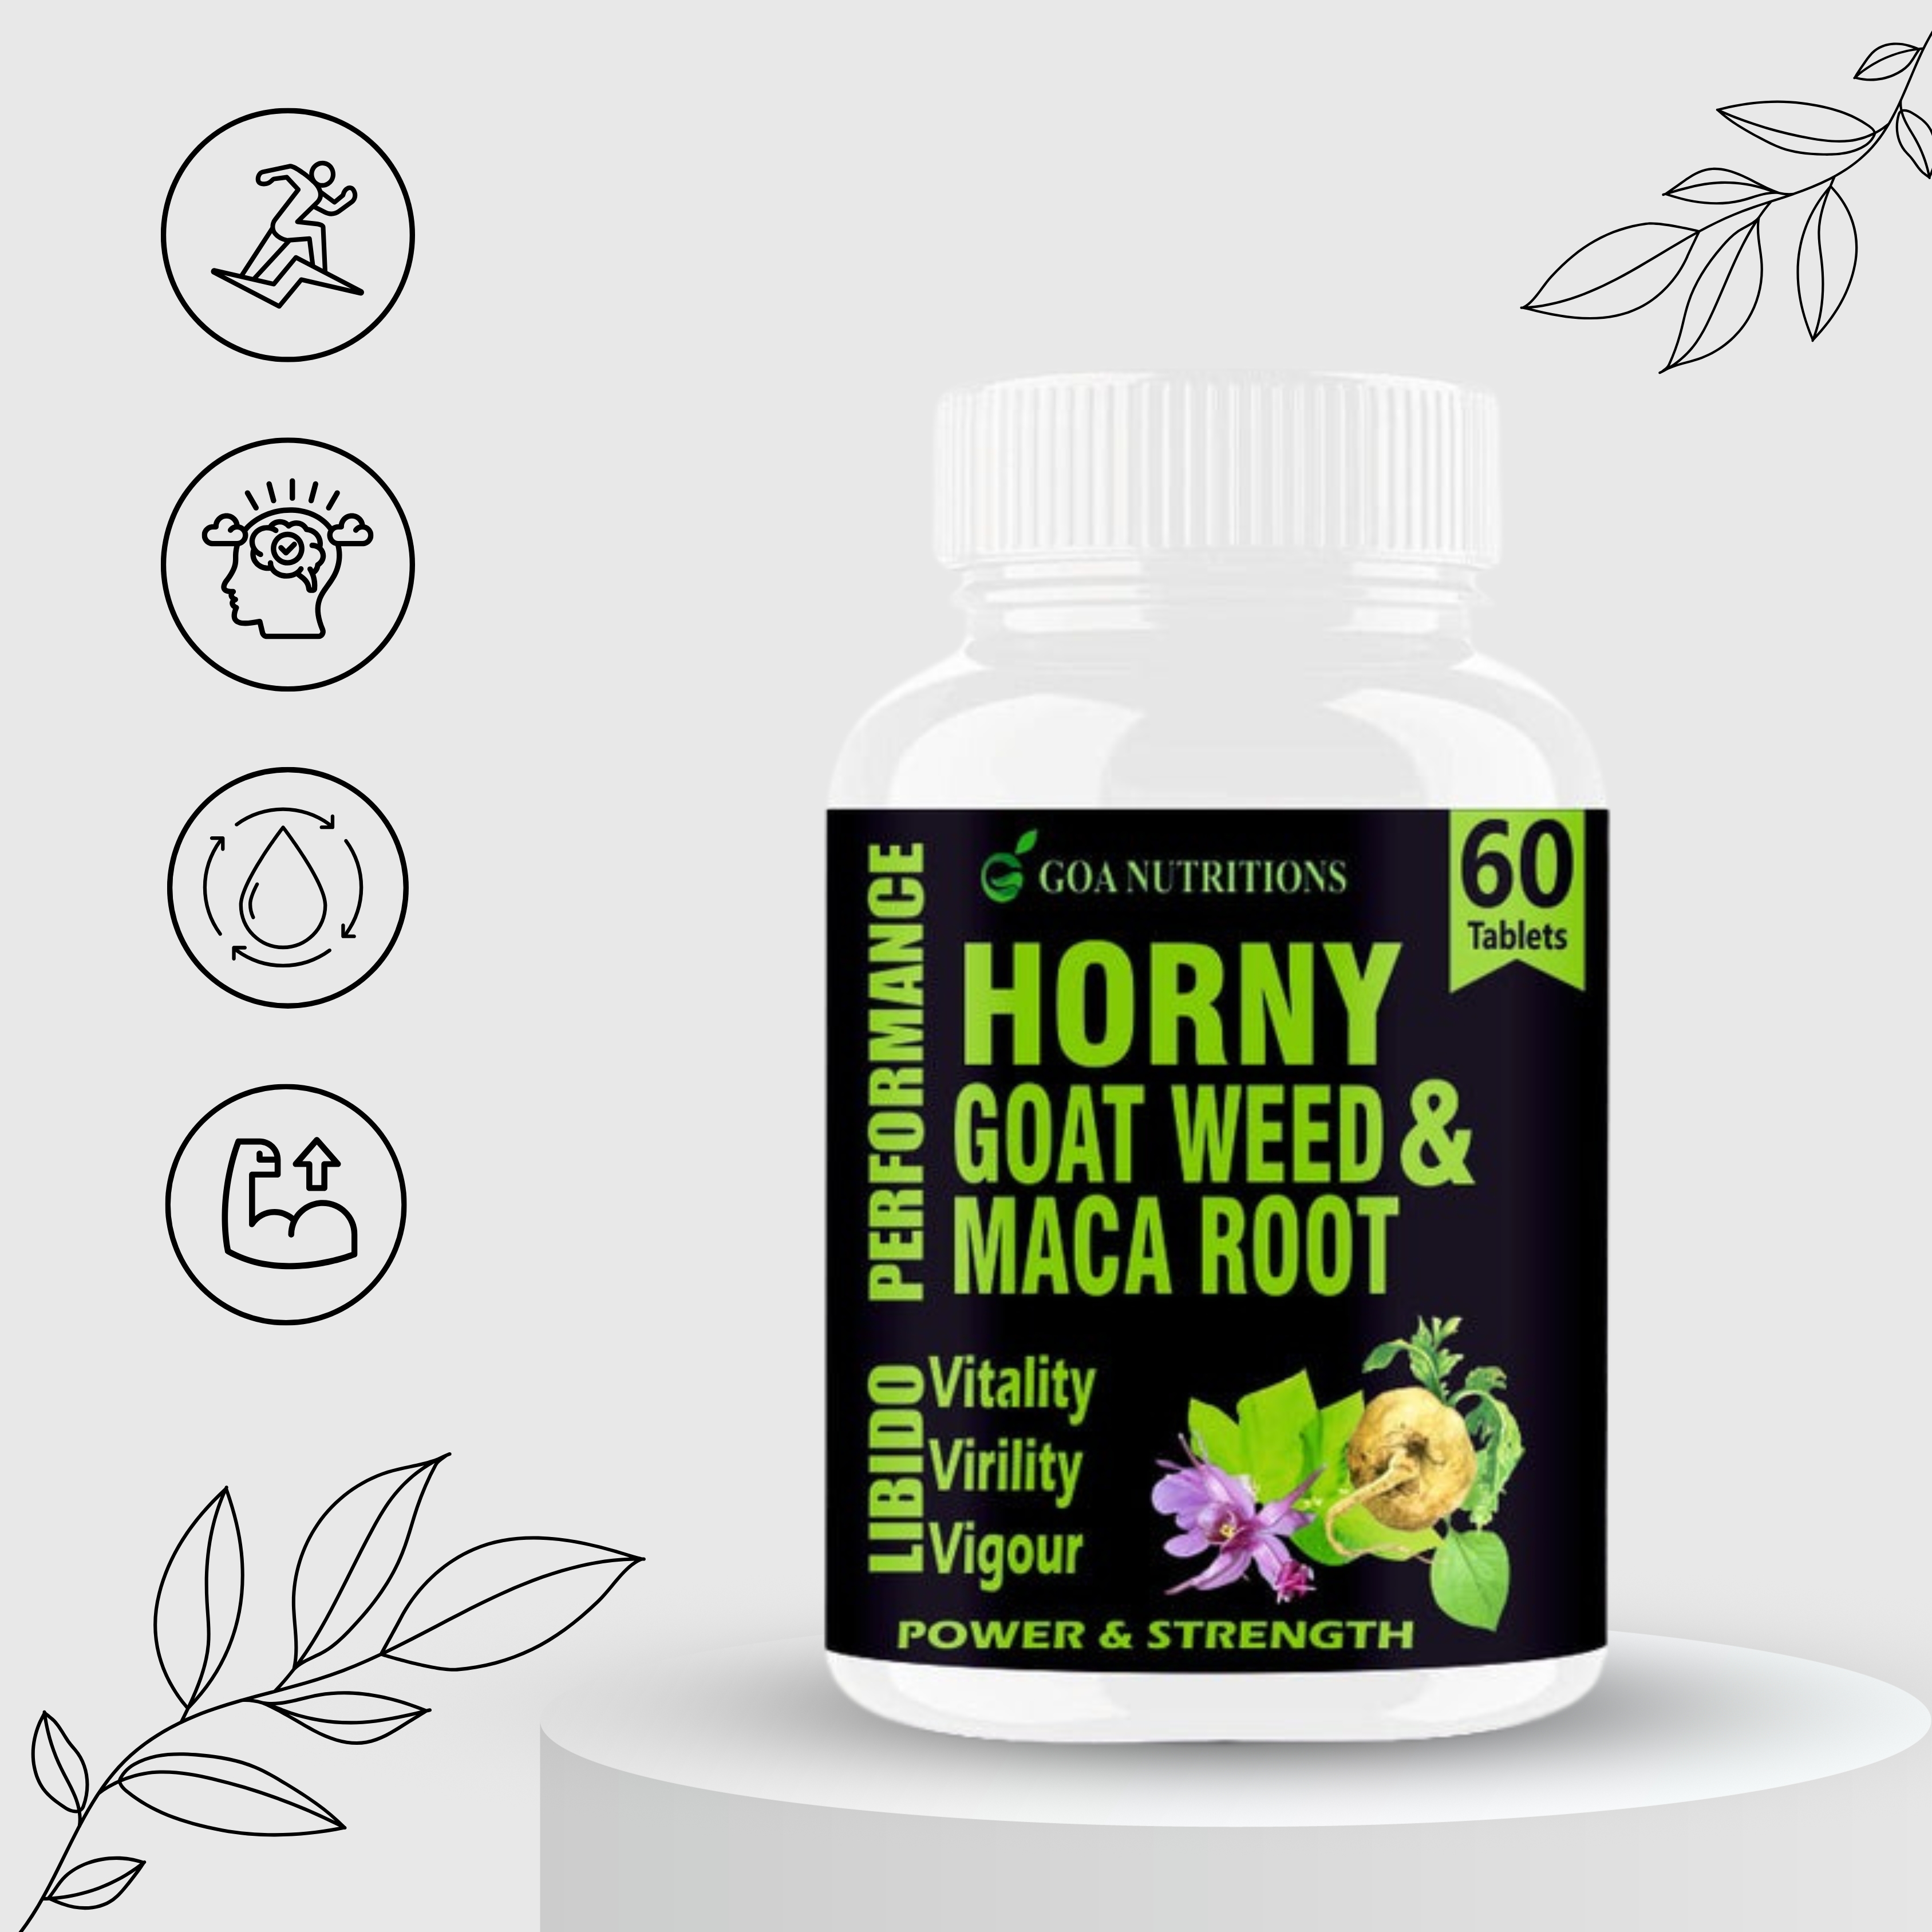 GOA NUTRITIONS
60
Tablets
HORNY
GOAT WEED &
MACA ROOT
LIBIDO PERFORMANCE
Vitality
Virility
Vigour
POWER & STRENGTH